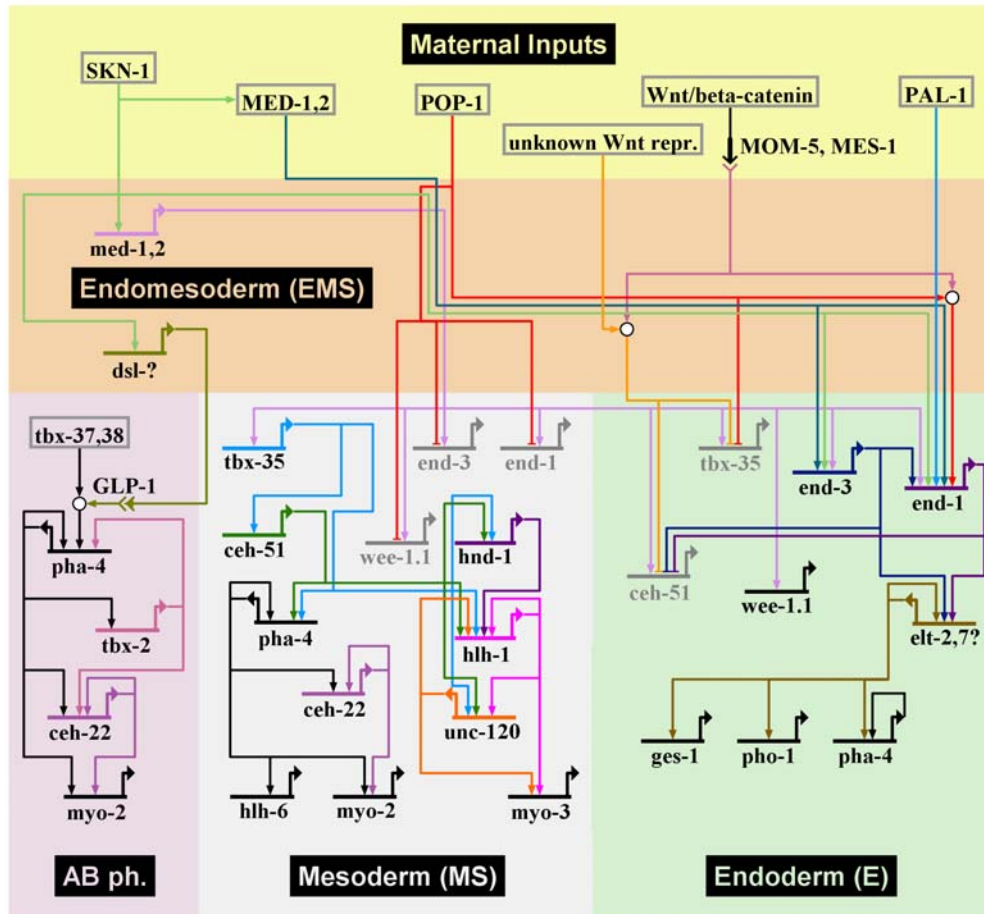 Maternal Inputs
SKN-1
MED-1,2
POP-1
Wnt/beta-catenin
PAL-1
unknown Wnt repr.
MOM-5, MES-1
med-1,2
Endomesoderm (EMS)
dsl-?
tbx-37,38
GLP-1
pha-4
tbx-2
ceh-22
myo-2
AB ph.
tbx-35
end-3
end-1
ceh-51
wee-1.1
hnd-1
pha-4
hlh-1
ceh-22
unc-120
hlh-6
myo-2
myo-3
Mesoderm (MS)
tbx-35
end-3
end-1
ceh-51
wee-1.1
elt-2,7?
ges-1
pho-1
pha-4
Endoderm (E)